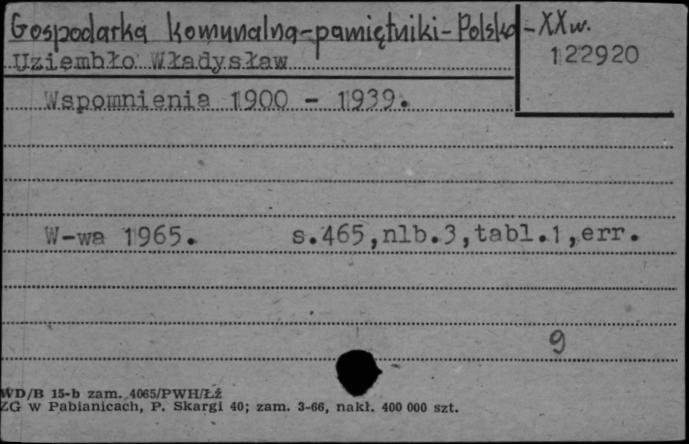 Gospodarka komunalna-pamiętniki-Polska-XXw.
Uziembło Władysław
122920
Wspomnienia 1900 - 1939.
W-wa 1965. s.465,nlb.3,tabl.1,err.
9
WD/B 15-b zam. 4065/PWH/Łź
ZG w Pabianicach, P. Skargi 40; zam. 3-66, nakł. 400 000 szt.